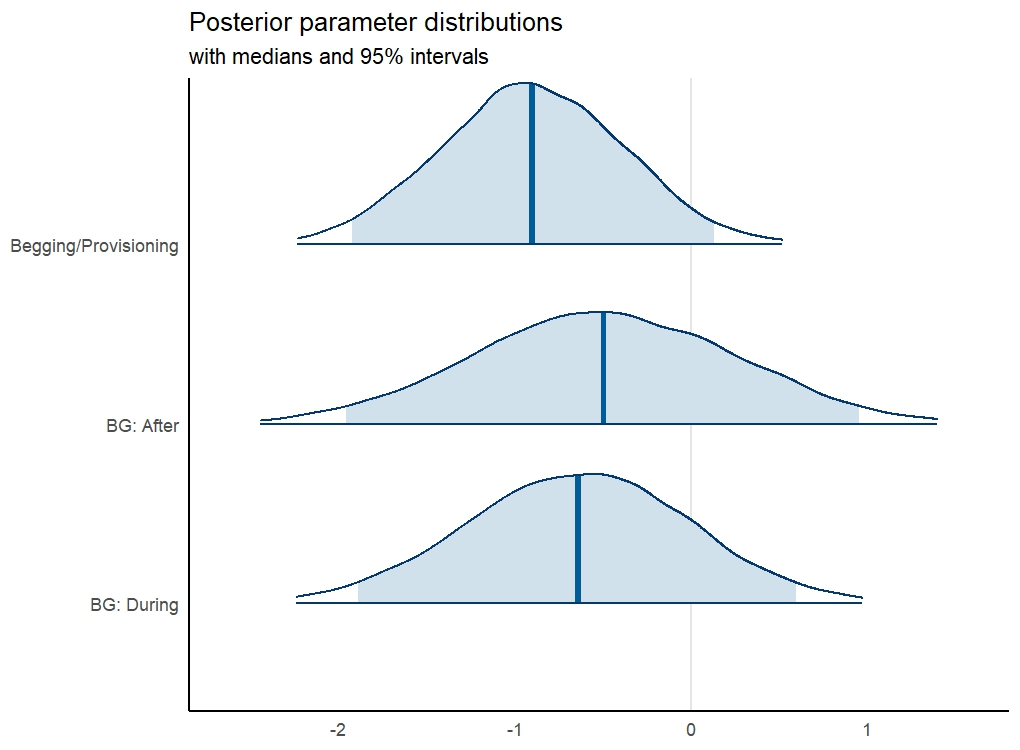 Posterior parameter distributions
with medians and 95% intervals
Begging/Provisioning
BG: After
BG: During
-2 -1 0 1